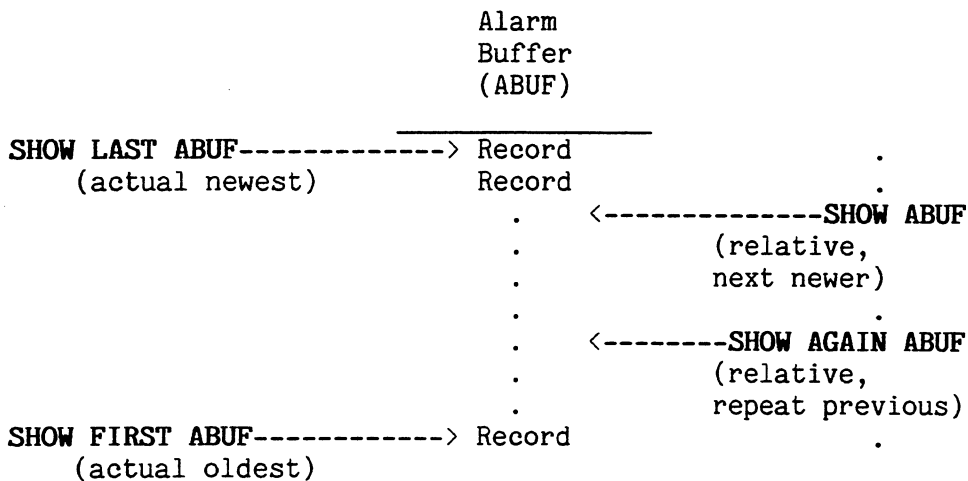 Alarm
Buffer
(ABUF)
SHOW LAST ABUF-------------> Record .
(actual newest) Record .
. <--------------SHOW ABUF
. (relative,
. next newer)
. .
. <--------SHOW AGAIN ABUF
. (relative,
. repeat previous)
SHOW FIRST ABUF------------> Record .
(actual oldest)